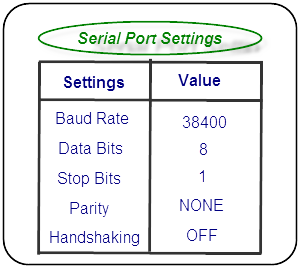 Serial Port Settings
Settings Value
Baud Rate 38400
Data Bits 8
Stop Bits 1
Parity NONE
Handshaking OFF